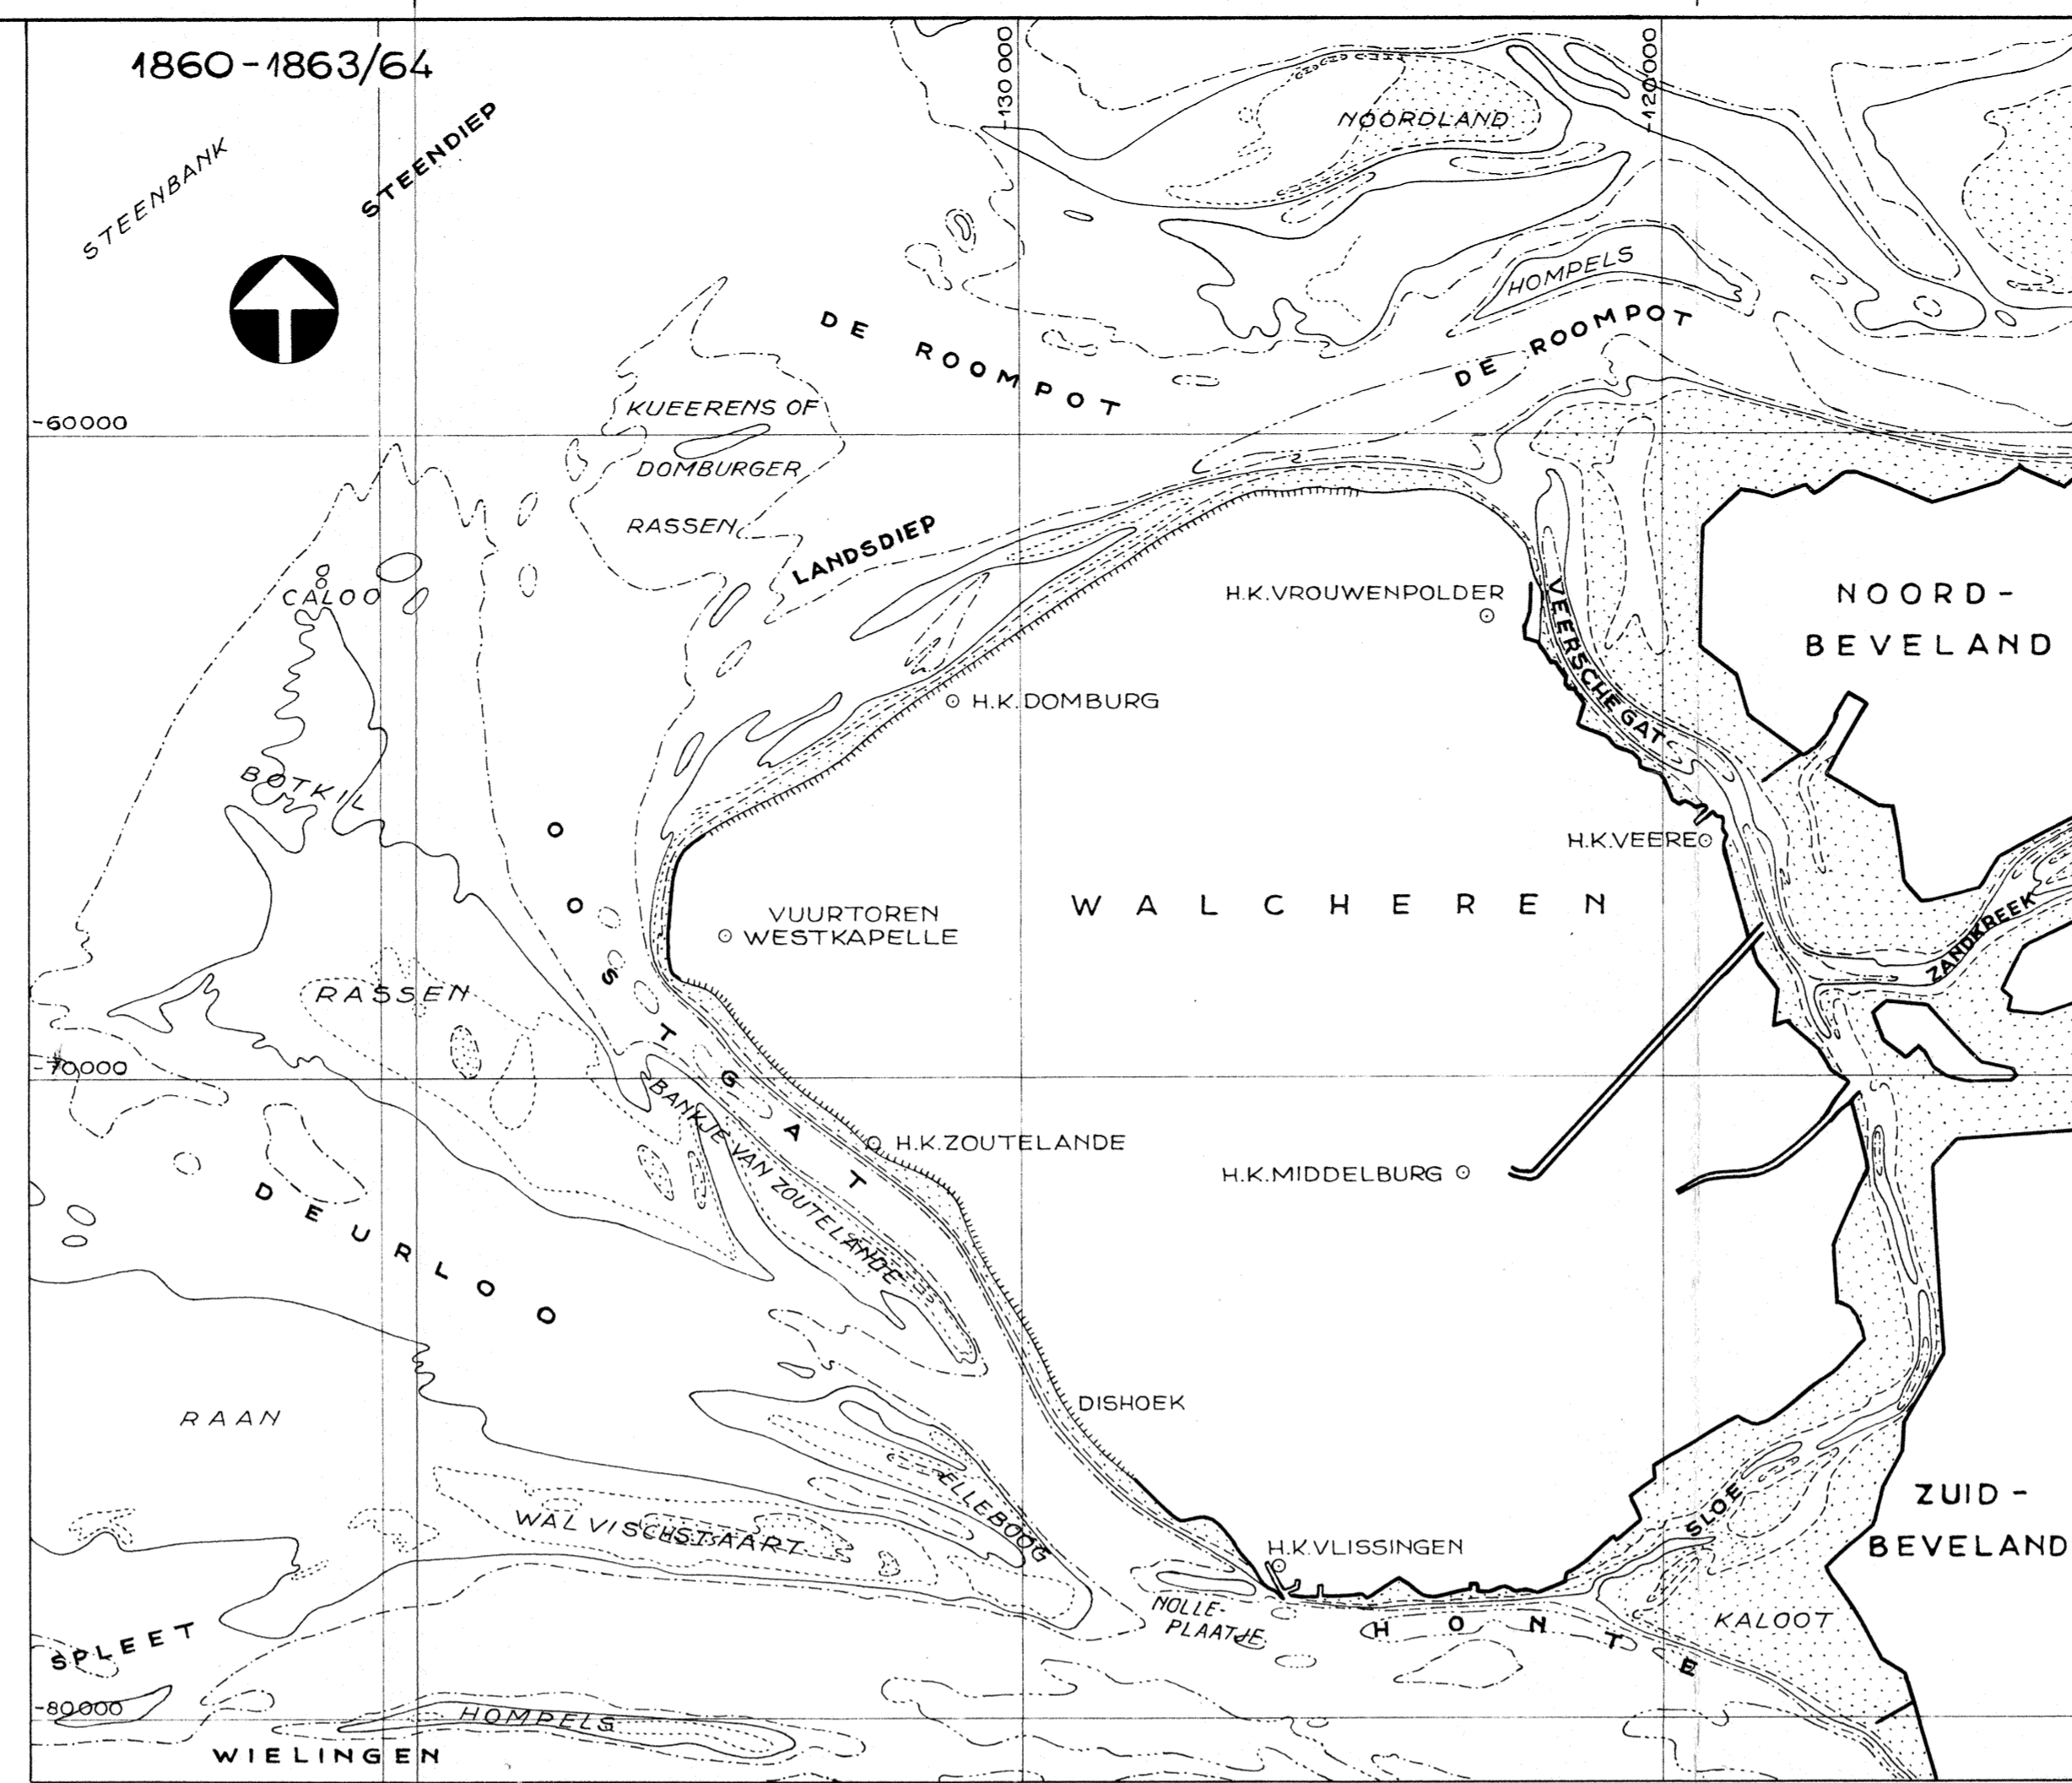 1860-1863/64
-130 000
-120 000
STEENBANK
STEENDIEP
NOORDLAND
HOMPELS
DE ROOMPOT
DE ROOMPOT
-60000
KUEERENS OF
DOMBURGER
RASSEN
LANDSDIEP
CALOO
H.K.VROUWENPOLDER
VEERSCHE GAT
NOORD-
BEVELAND
H.K.DOMBURG
BOTKIL
H.K.VEERE
WALCHEREN
VUURTOREN
WESTKAPELLE
ZANDKREEK
RASSEN
OOSTGAT
-70000
BANKJE VAN ZOUTELANDE
H.K.ZOUTELANDE
H.K.MIDDELBURG
DEURLOO
RAAN
DISHOEK
ELLEBOOG
WALVISCHSTAART
SLOE
ZUID-
BEVELAND
H.K.VLISSINGEN
NOLLE-
PLAATJE
HONTE
KALOOT
SPLEET
-80000
HOMPELS
WIELINGEN